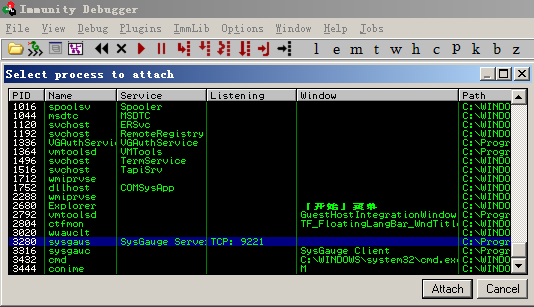 Immunity Debugger
File View Debug Plugins ImmLib Options Window Help Jobs
l e m t w h c p k b z
Select process to attach
PID Name Service Listening Window Path
1016 spoolsv Spooler C:\WINDO
1044 msdtc MSDTC C:\WINDO
1120 svchost ERSvc C:\WINDO
1192 svchost RemoteRegistry C:\WINDO
1336 VGAuthService VGAuthService C:\Progr
1364 vmtoolsd VMTools C:\Progr
1496 svchost TermService C:\WINDO
1516 svchost TapiSrv C:\WINDO
1712 wmiprvse C:\WINDO
1752 dllhost COMSysApp C:\WINDO
2288 wmiprvse C:\WINDO
2680 Explorer 「开始」菜单 C:\WINDO
2792 vmtoolsd GuestHostIntegrationWindow C:\Progr
2804 ctfmon TF_FloatingLangBar_WndTitl C:\WINDO
3020 wuauclt C:\WINDO
3280 sysgaus SysGauge Serve TCP: 9221 C:\Progr
3316 sysgauc SysGauge Client C:\Progr
3432 cmd C:\WINDOWS\system32\cmd.exe C:\WINDO
3444 conime M C:\WINDO
Attach Cancel